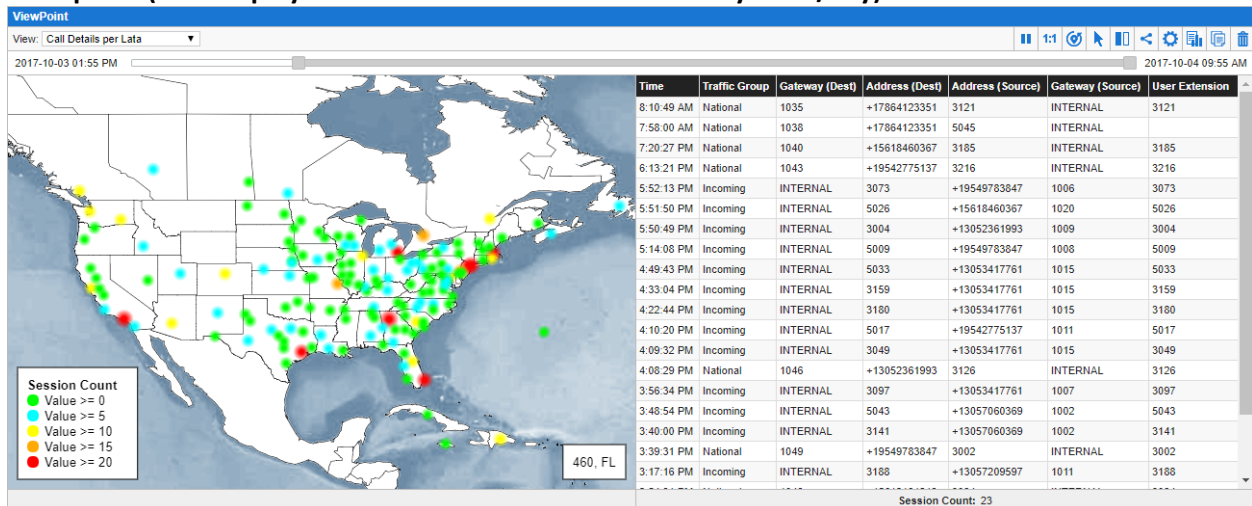 ViewPoint
View: Call Details per Lata
1:1
2017-10-03 01:55 PM 2017-10-04 09:55 AM
Time Traffic Group Gateway (Dest) Address (Dest) Address (Source) Gateway (Source) User Extension
8:10:49 AM National 1035 +17864123351 3121 INTERNAL 3121
7:58:00 AM National 1038 +17864123351 5045 INTERNAL
7:20:27 PM National 1040 +15618460367 3185 INTERNAL 3185
6:13:21 PM National 1043 +19542775137 3216 INTERNAL 3216
5:52:13 PM Incoming INTERNAL 3073 +19549783847 1006 3073
5:51:50 PM Incoming INTERNAL 5026 +15618460367 1020 5026
5:50:49 PM Incoming INTERNAL 3004 +13052361993 1009 3004
5:14:08 PM Incoming INTERNAL 5009 +19549783847 1008 5009
4:49:43 PM Incoming INTERNAL 5033 +13053417761 1015 5033
4:33:04 PM Incoming INTERNAL 3159 +13053417761 1015 3159
4:22:44 PM Incoming INTERNAL 3180 +13053417761 1015 3180
4:10:20 PM Incoming INTERNAL 5017 +19542775137 1011 5017
4:09:32 PM Incoming INTERNAL 3049 +13053417761 1015 3049
4:08:29 PM National 1046 +13052361993 3126 INTERNAL 3126
3:56:34 PM Incoming INTERNAL 3097 +13053417761 1007 3097
3:48:54 PM Incoming INTERNAL 5043 +13057060369 1002 5043
3:40:00 PM Incoming INTERNAL 3141 +13057060369 1002 3141
3:39:31 PM National 1049 +19549783847 3002 INTERNAL 3002
3:17:16 PM Incoming INTERNAL 3188 +13057209597 1011 3188
Session Count: 23
Session Count
Value >= 0
Value >= 5
Value >= 10
Value >= 15
Value >= 20
460, FL